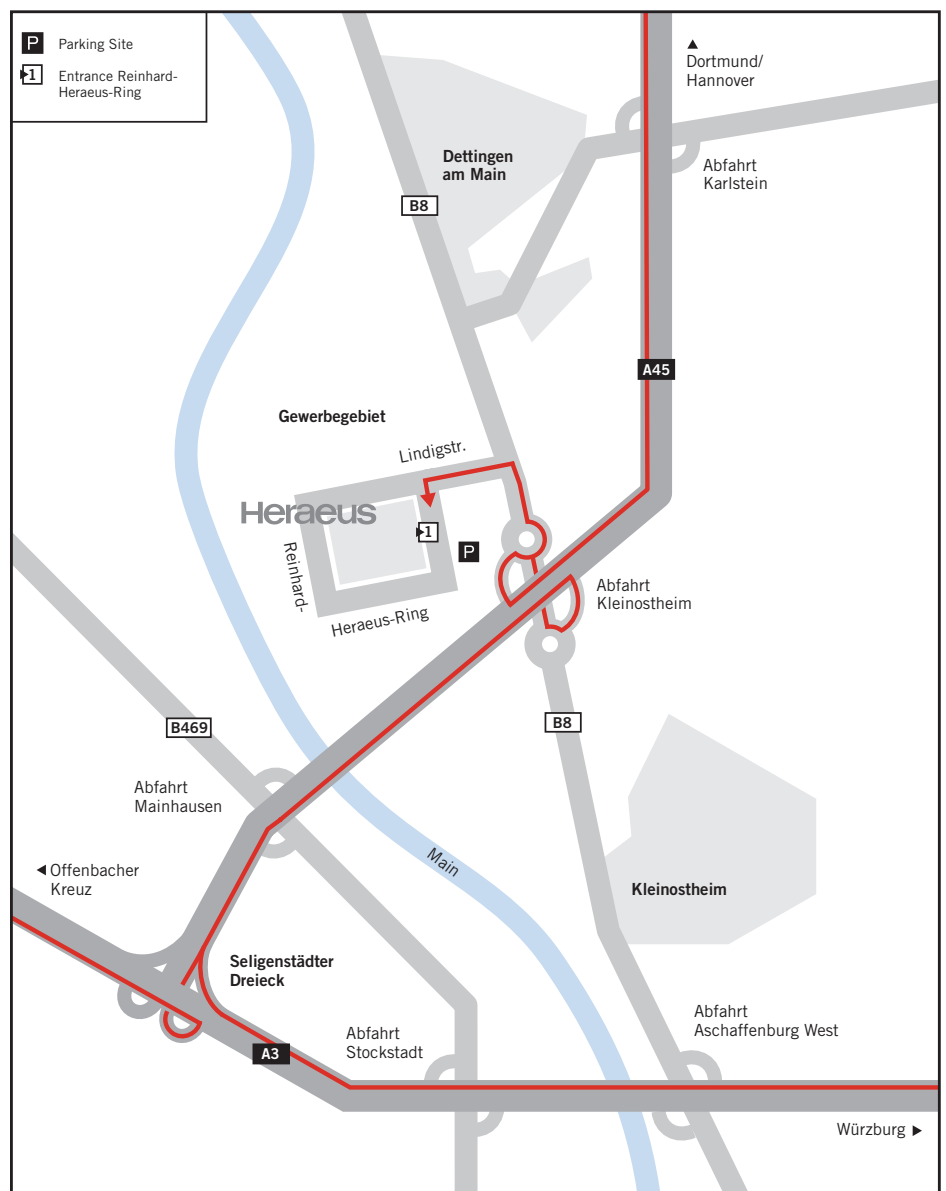 P Parking Site
1 Entrance Reinhard-
Heraeus-Ring
Dortmund/
Hannover
Dettingen
am Main
Abfahrt
Karlstein
B8
A45
Gewerbegebiet
Lindigstr.
Heraeus
1
P
Reinhard-
Heraeus-Ring
Abfahrt
Kleinostheim
B469
B8
Abfahrt
Mainhausen
Main
Offenbacher
Kreuz
Kleinostheim
Seligenstädter
Dreieck
Abfahrt
Aschaffenburg West
Abfahrt
Stockstadt
A3
Würzburg